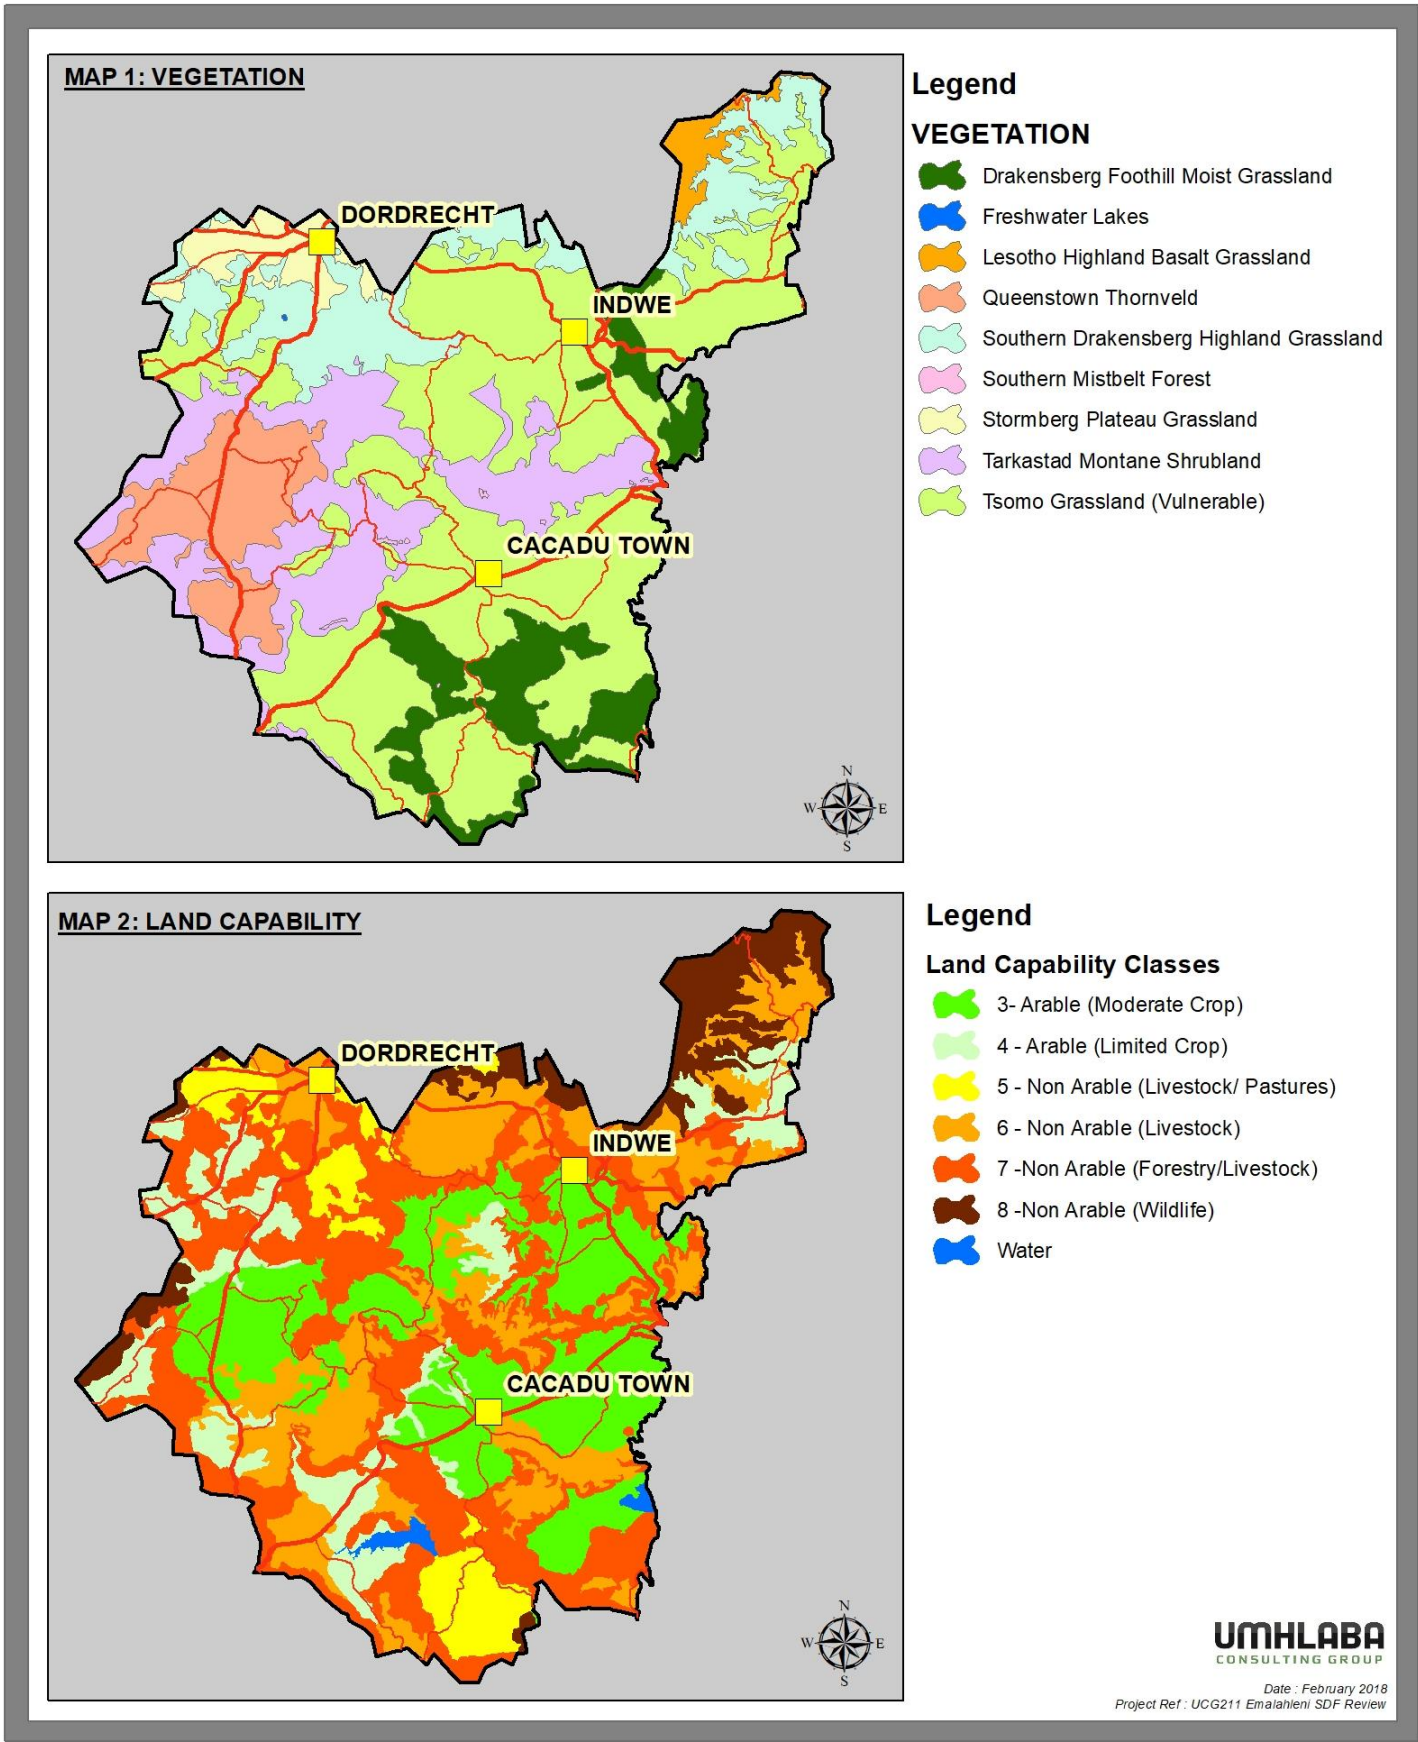 MAP 1: VEGETATION
DORDRECHT
INDWE
CACADU TOWN
N
W E
S
Legend
VEGETATION
Drakensberg Foothill Moist Grassland
Freshwater Lakes
Lesotho Highland Basalt Grassland
Queenstown Thornveld
Southern Drakensberg Highland Grassland
Southern Mistbelt Forest
Stormberg Plateau Grassland
Tarkastad Montane Shrubland
Tsomo Grassland (Vulnerable)
MAP 2: LAND CAPABILITY
DORDRECHT
INDWE
CACADU TOWN
N
W E
S
Legend
Land Capability Classes
3- Arable (Moderate Crop)
4 - Arable (Limited Crop)
5 - Non Arable (Livestock/ Pastures)
6 - Non Arable (Livestock)
7 -Non Arable (Forestry/Livestock)
8 -Non Arable (Wildlife)
Water
UMHLABA
CONSULTING GROUP
Date : February 2018
Project Ref : UCG211 Emalahleni SDF Review